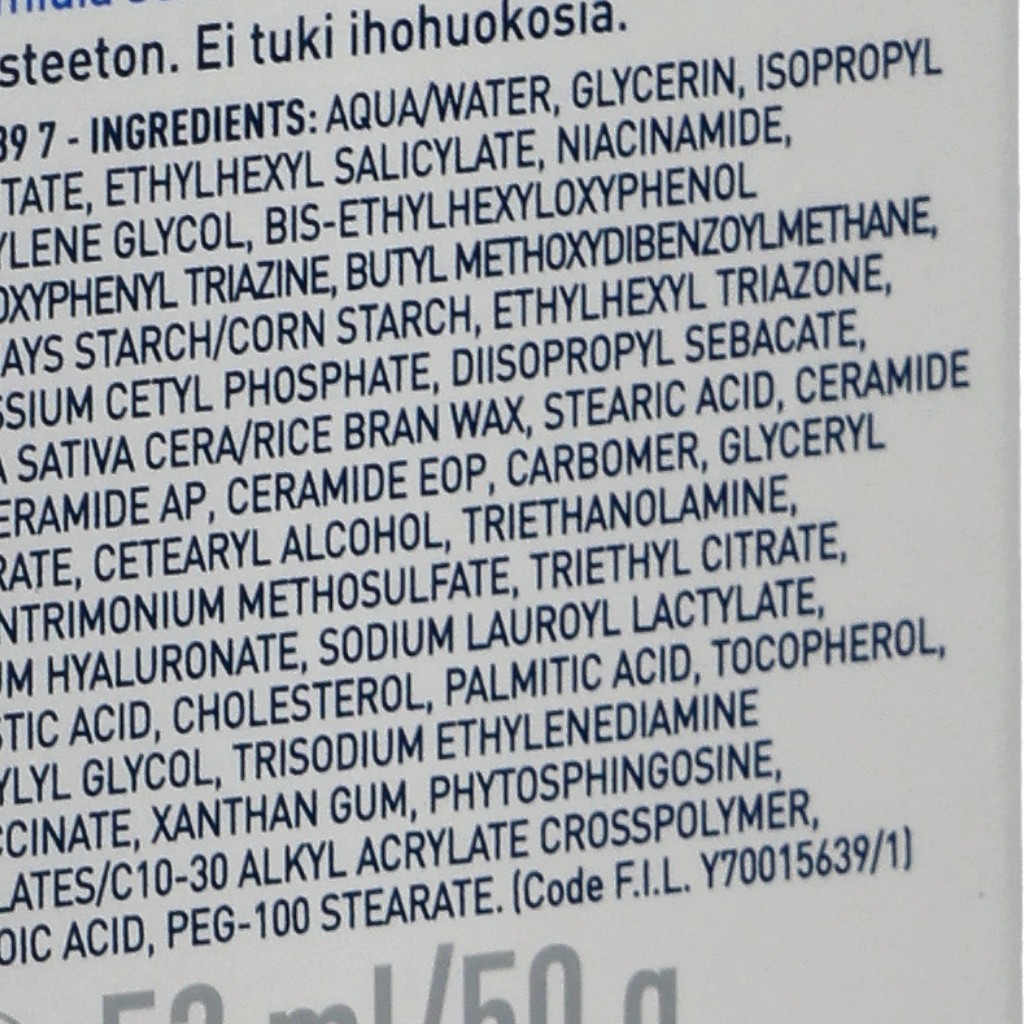 steeton. Ei tuki ihohuokosia.
39 7 - INGREDIENTS: AQUA/WATER, GLYCERIN, ISOPROPYL
TATE, ETHYLHEXYL SALICYLATE, NIACINAMIDE,
YLENE GLYCOL, BIS-ETHYLHEXYLOXYPHENOL
OXYPHENYL TRIAZINE, BUTYL METHOXYDIBENZOYLMETHANE,
AYS STARCH/CORN STARCH, ETHYLHEXYL TRIAZONE,
SSIUM CETYL PHOSPHATE, DIISOPROPYL SEBACATE,
A SATIVA CERA/RICE BRAN WAX, STEARIC ACID, CERAMIDE
ERAMIDE AP, CERAMIDE EOP, CARBOMER, GLYCERYL
RATE, CETEARYL ALCOHOL, TRIETHANOLAMINE,
NTRIMONIUM METHOSULFATE, TRIETHYL CITRATE,
UM HYALURONATE, SODIUM LAUROYL LACTYLATE,
STIC ACID, CHOLESTEROL, PALMITIC ACID, TOCOPHEROL,
YLYL GLYCOL, TRISODIUM ETHYLENEDIAMINE
CCINATE, XANTHAN GUM, PHYTOSPHINGOSINE,
LATES/C10-30 ALKYL ACRYLATE CROSSPOLYMER,
OIC ACID, PEG-100 STEARATE. (Code F.I.L. Y70015639/1)
52 ml/50 g